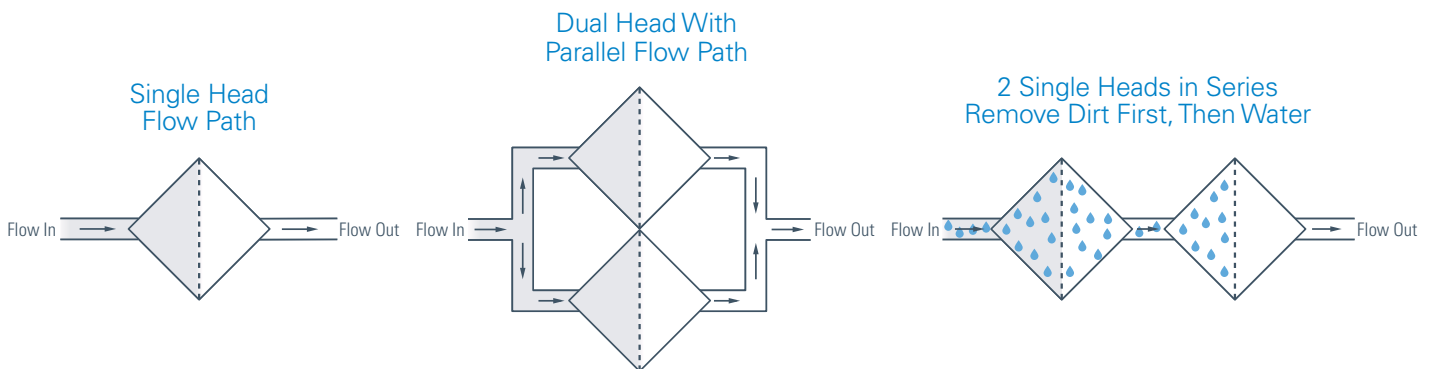 Single Head
Flow Path
Flow In
Flow Out
Dual Head With
Parallel Flow Path
Flow In
Flow Out
2 Single Heads in Series
Remove Dirt First, Then Water
Flow In
Flow Out